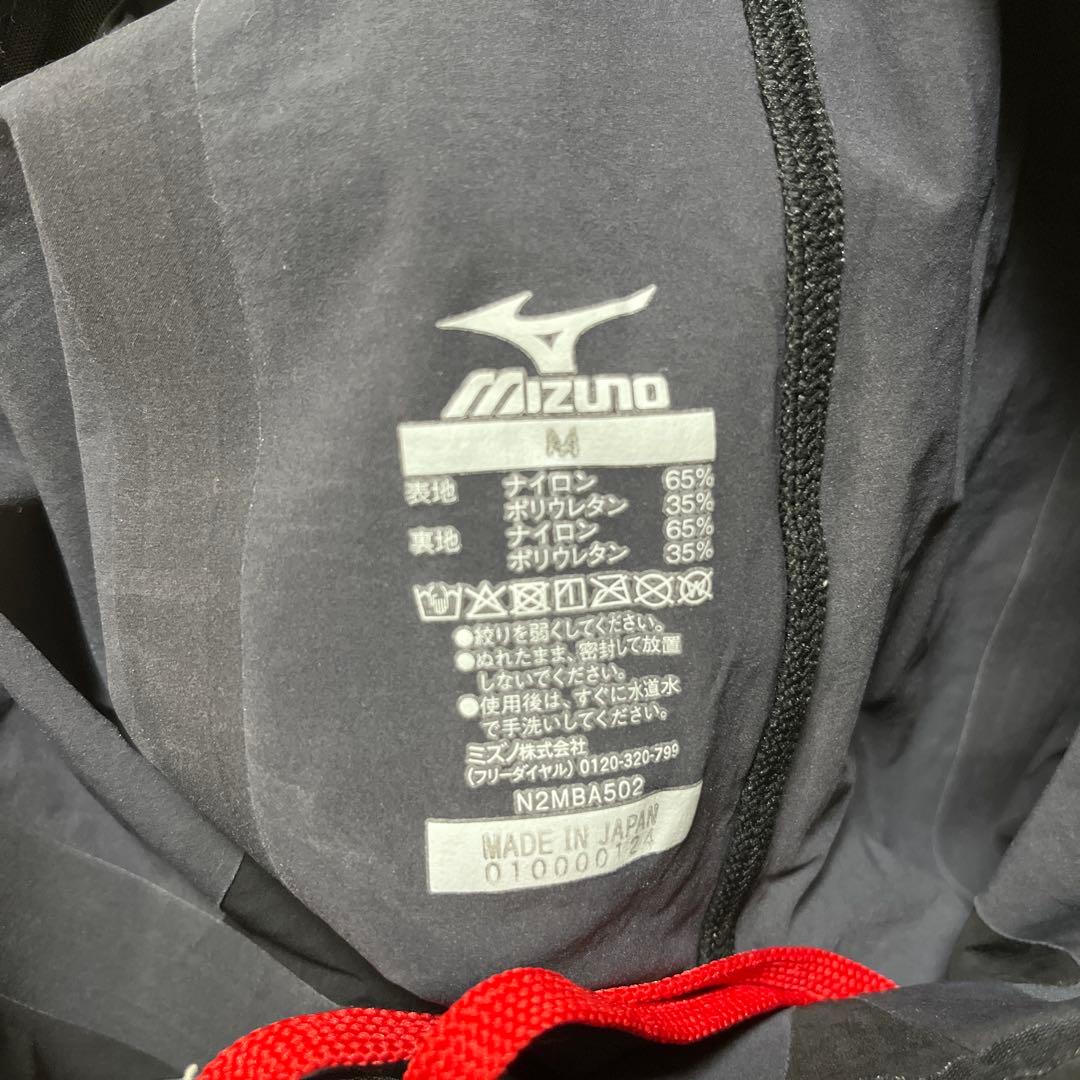 MIZUNO
M
表地 ナイロン 65%
ポリウレタン 35%
裏地 ナイロン 65%
ポリウレタン 35%
●絞りを弱くしてください。
●ぬれたまま、密封して放置
しないでください。
●使用後は、すぐに水道水
で手洗いしてください。
ミズノ株式会社
(フリーダイヤル) 0120-320-799
N2MBA502
MADE IN JAPAN
010000124